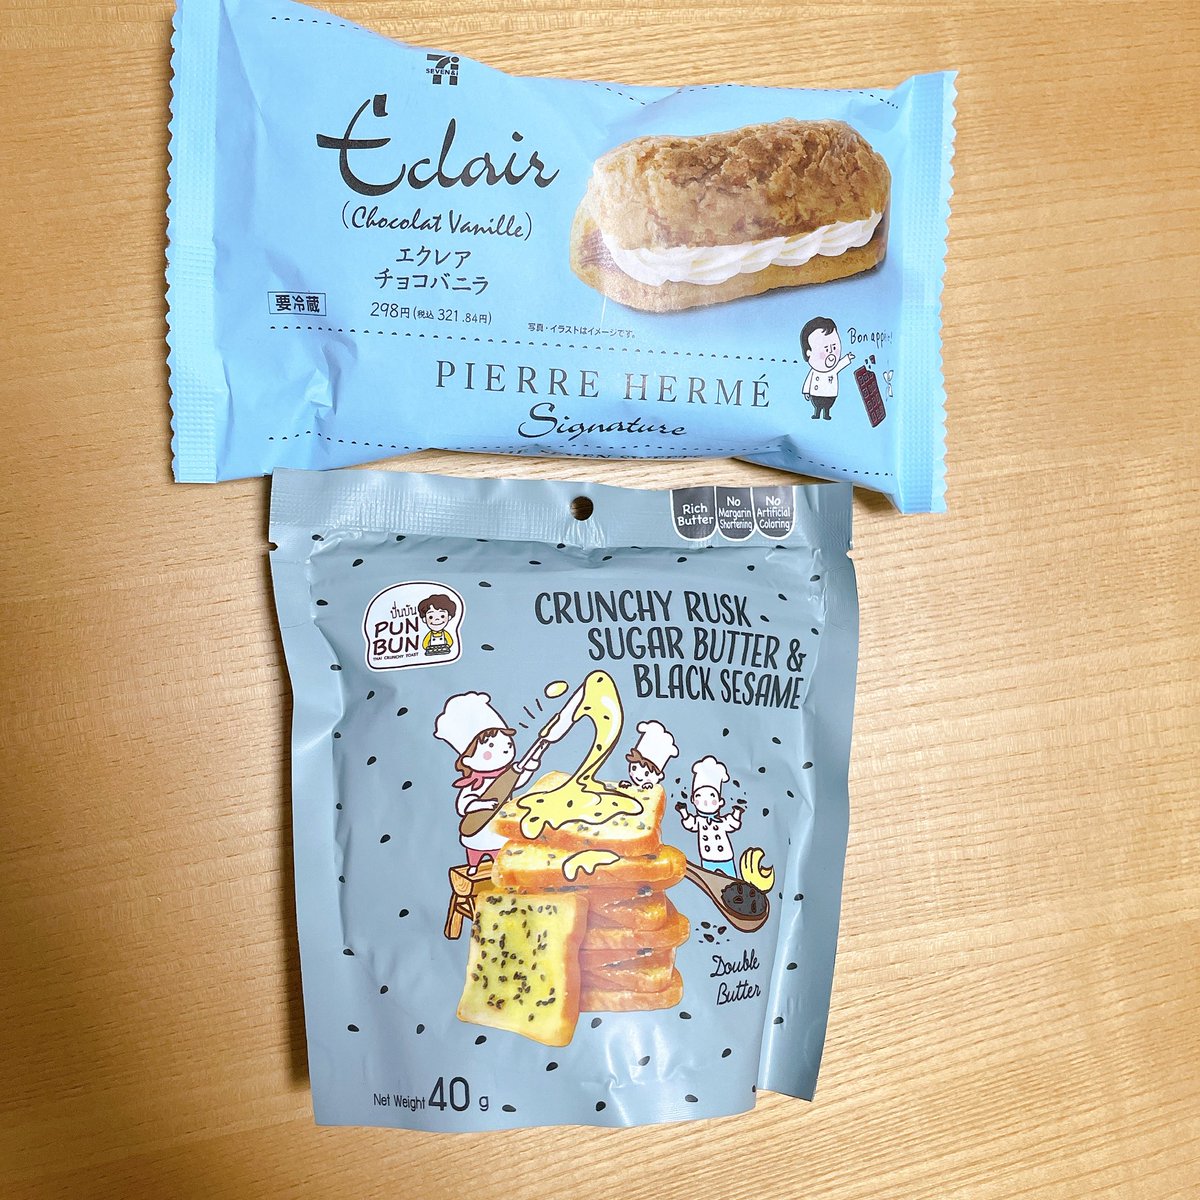 SEVEN&i
Eclair
(Chocolat Vanille)
エクレア
チョコバニラ
要冷蔵
298円(税込 321.84円)
写真・イラストはイメージです。
Bon
PIERRE HERMÉ
Signature
Rich
Butter
No
Margarin
Shortening
No
Artificial
Coloring
ปั่นบัน
PUN
BUN
THAI CRUNCHY TOAST
CRUNCHY RUSK
SUGAR BUTTER &
BLACK SESAME
Double
Butter
Net Weight 40 g